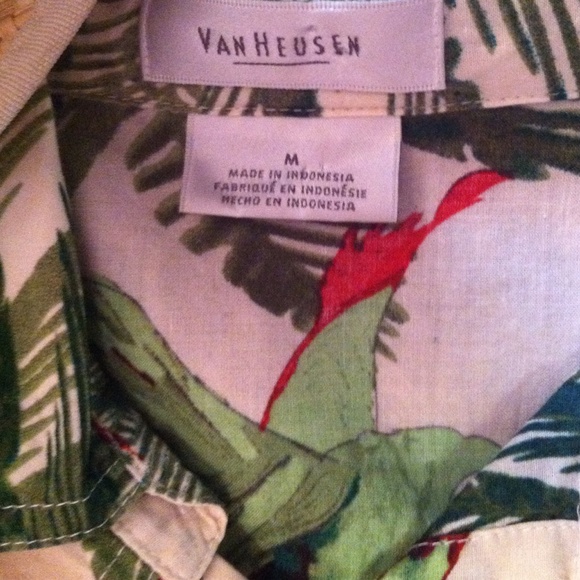 VAN HEUSEN
M
MADE IN INDONESIA
FABRIQUÉ EN INDONÉSIE
HECHO EN INDONESIA